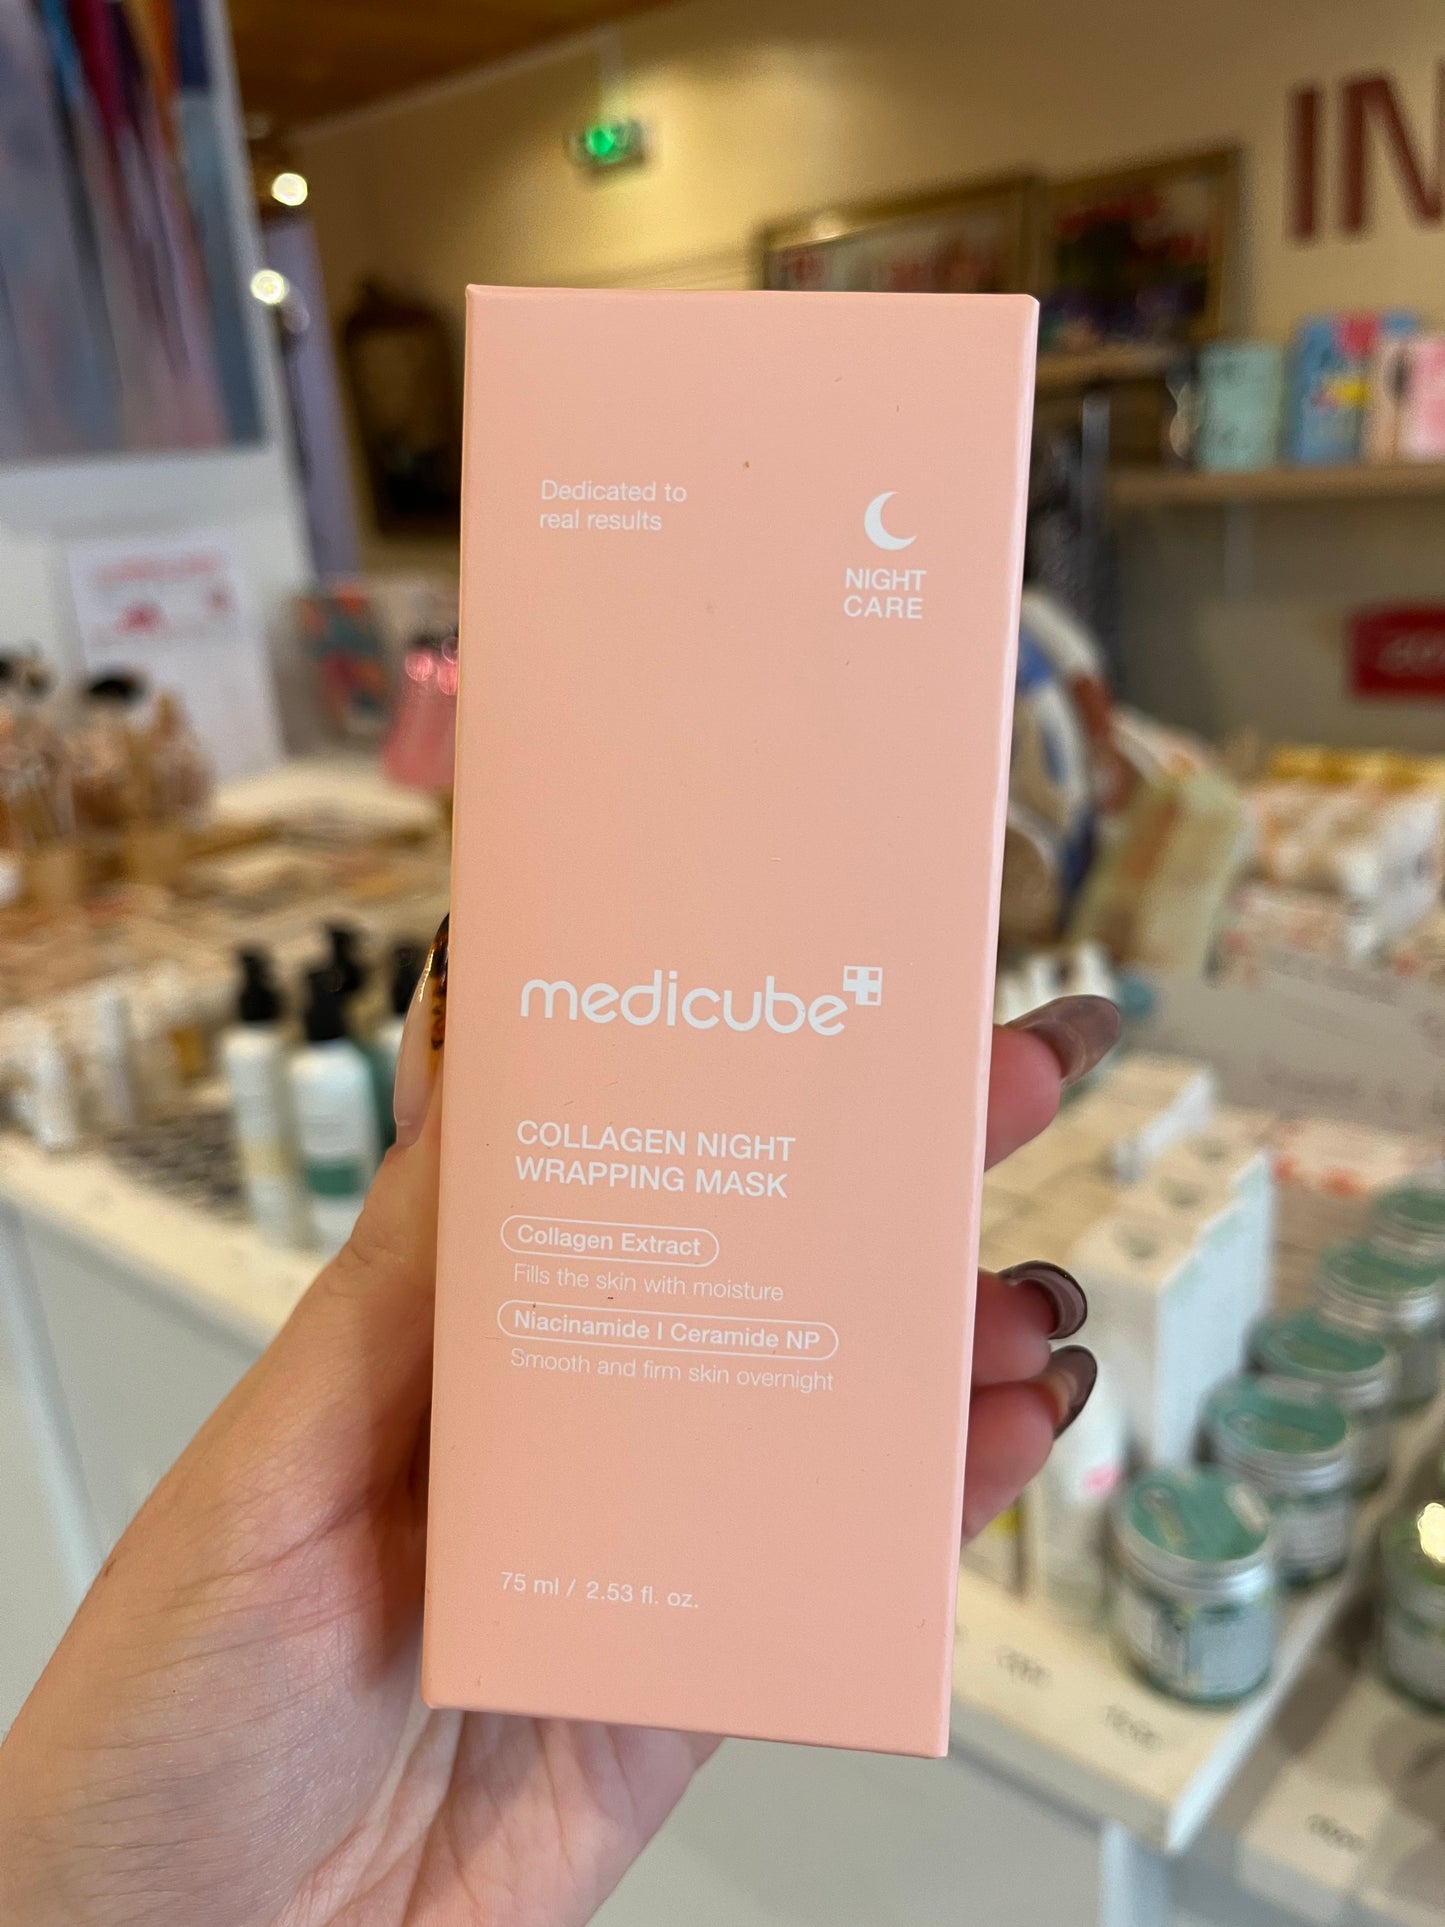 IN
Dedicated to
real results
NIGHT
CARE
medicube
COLLAGEN NIGHT
WRAPPING MASK
Collagen Extract
Fills the skin with moisture
Niacinamide | Ceramide NP
Smooth and firm skin overnight
75 ml / 2.53 fl. oz.